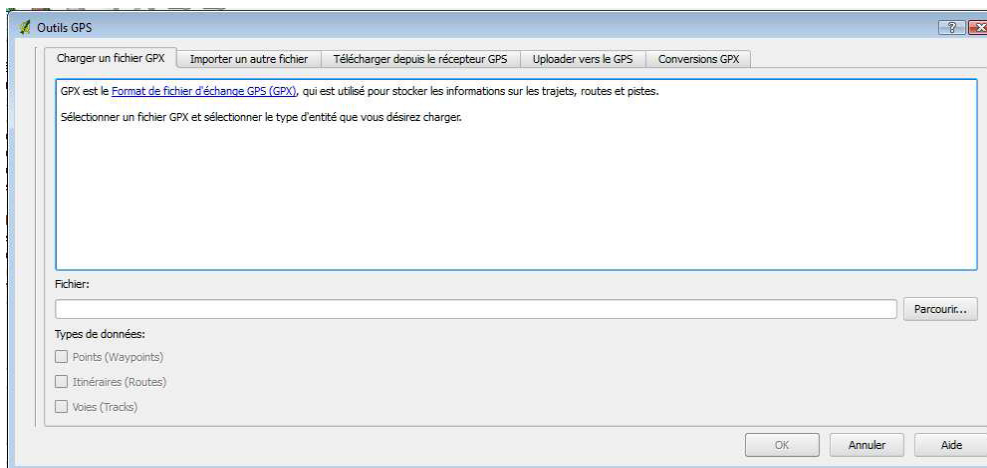 Outils GPS
Charger un fichier GPX
Importer un autre fichier
Télécharger depuis le récepteur GPS
Uploader vers le GPS
Conversions GPX
GPX est le Format de fichier d'échange GPS (GPX), qui est utilisé pour stocker les informations sur les trajets, routes et pistes.
Sélectionner un fichier GPX et sélectionner le type d'entité que vous désirez charger.
Fichier:
Parcourir...
Types de données:
Points (Waypoints)
Itinéraires (Routes)
Voies (Tracks)
OK
Annuler
Aide